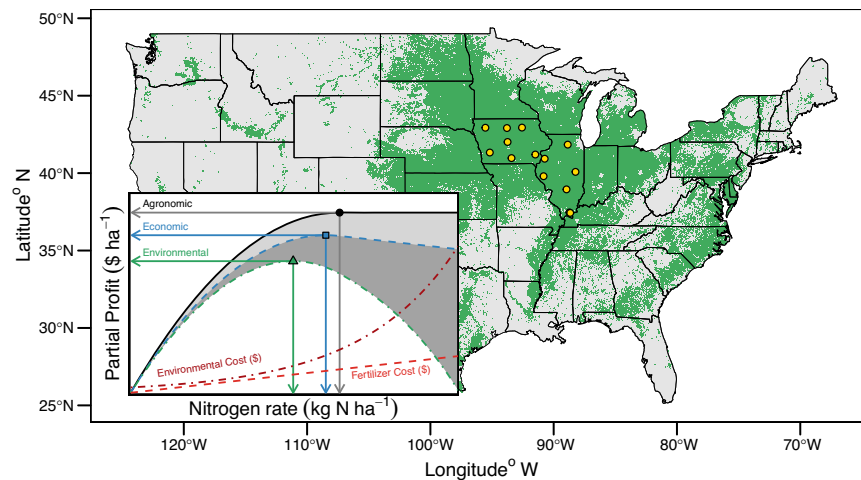 50°N
45°N
40°N
35°N
30°N
25°N
Latitude° N
Agronomic
Economic
Environmental
Environmental Cost ($)
Fertilizer Cost ($)
Partial Profit ($ ha⁻¹)
Nitrogen rate (kg N ha⁻¹)
120°W 110°W 100°W 90°W 80°W 70°W
Longitude° W